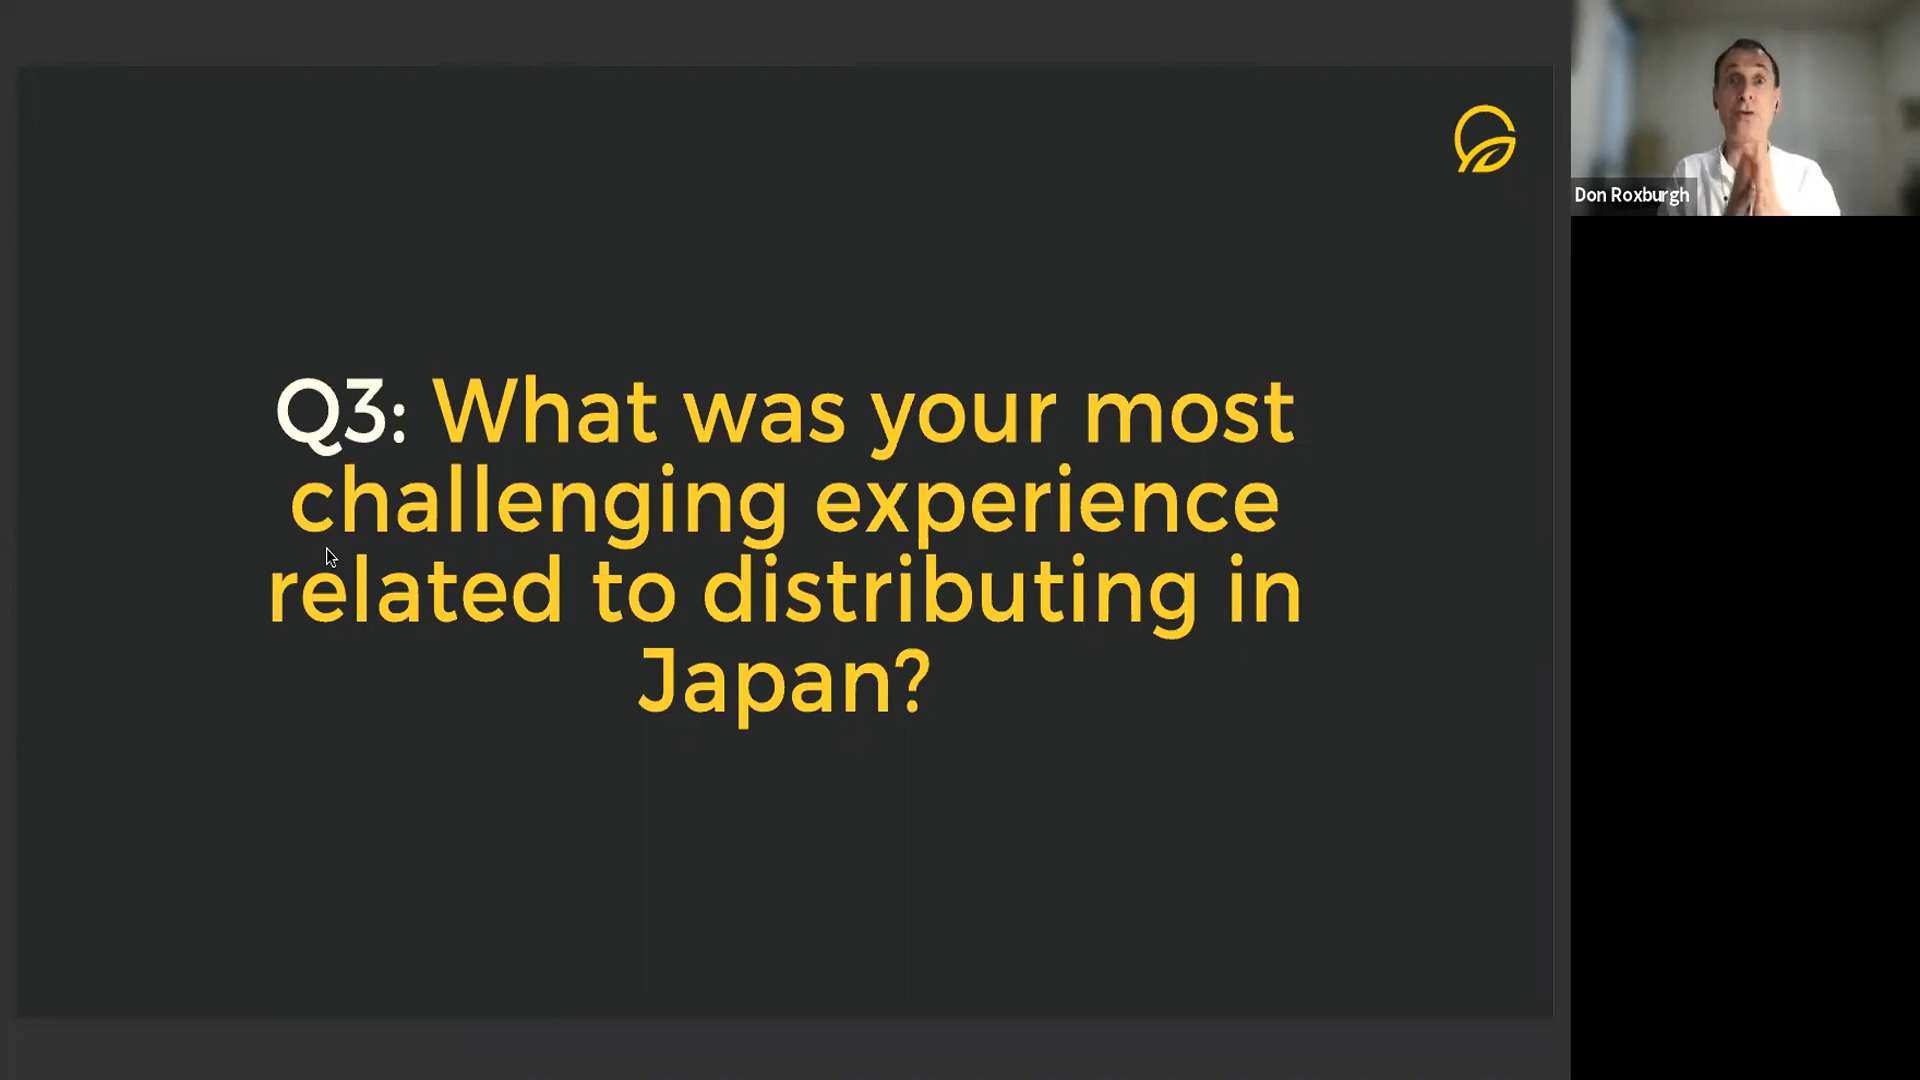 Q3: What was your most
challenging experience
related to distributing in
Japan?
Don Roxburgh